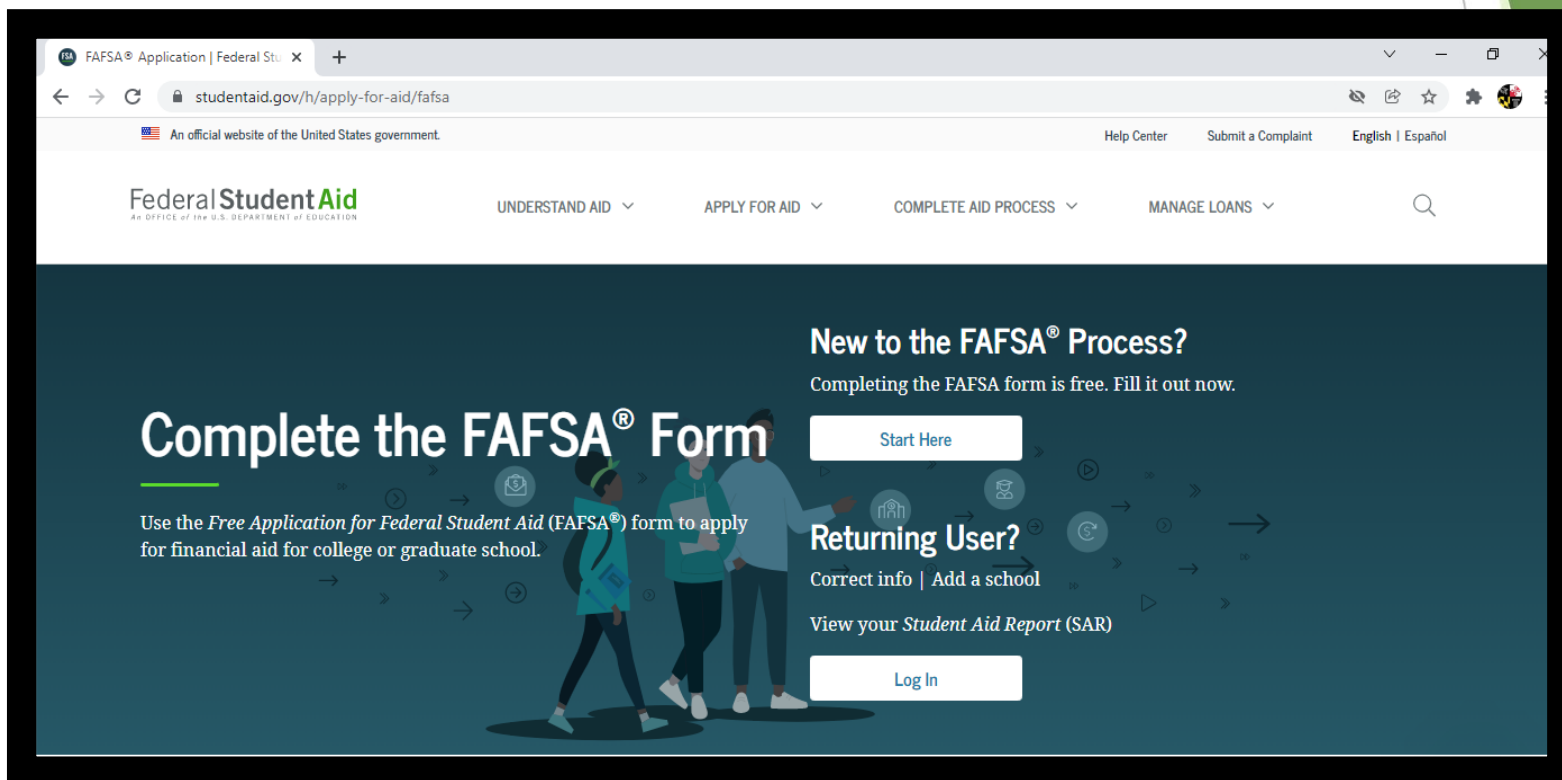 FSA FAFSA® Application | Federal Stu
studentaid.gov/h/apply-for-aid/fafsa
An official website of the United States government. Help Center Submit a Complaint English | Español
Federal Student Aid UNDERSTAND AID APPLY FOR AID COMPLETE AID PROCESS MANAGE LOANS
An OFFICE of the U.S. DEPARTMENT of EDUCATION
New to the FAFSA® Process?
Completing the FAFSA form is free. Fill it out now.
Start Here
Complete the FAFSA® Form
Use the Free Application for Federal Student Aid (FAFSA®) form to apply
for financial aid for college or graduate school.
Returning User?
Correct info | Add a school
View your Student Aid Report (SAR)
Log In